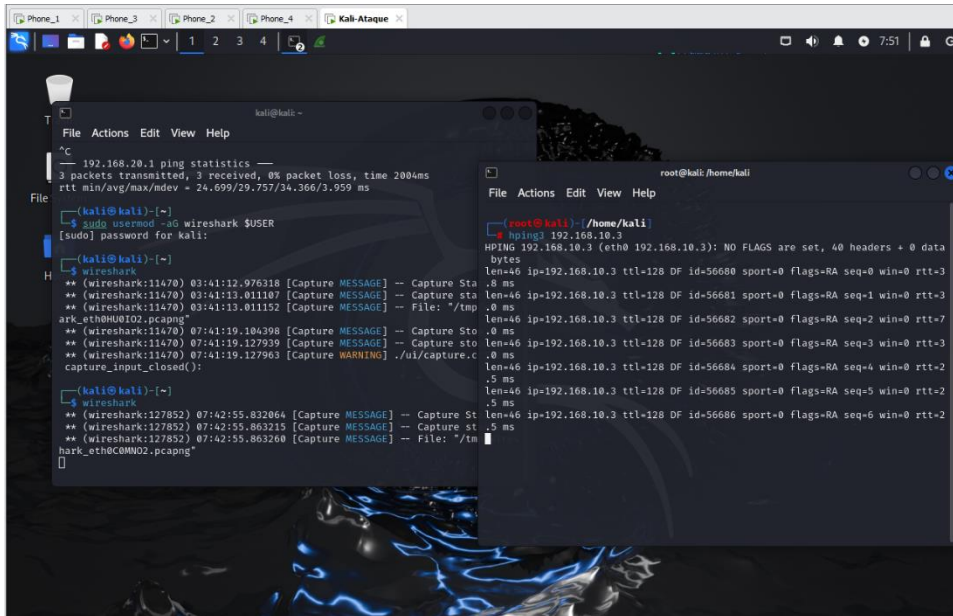 Phone_1
Phone_3
Phone_2
Phone_4
Kali-Ataque
1 2 3 4
7:51
kali@kali: ~
File Actions Edit View Help
^C
— 192.168.20.1 ping statistics —
3 packets transmitted, 3 received, 0% packet loss, time 2004ms
rtt min/avg/max/mdev = 24.699/29.757/34.366/3.959 ms
┌──(kali㉿kali)-[~]
└─$ sudo usermod -aG wireshark $USER
[sudo] password for kali:
┌──(kali㉿kali)-[~]
└─$ wireshark
** (wireshark:11470) 03:41:12.976318 [Capture MESSAGE] -- Capture Sta
** (wireshark:11470) 03:41:13.011107 [Capture MESSAGE] -- Capture sta
** (wireshark:11470) 03:41:13.011152 [Capture MESSAGE] -- File: "/tmp
ark_eth0HU0IO2.pcapng"
** (wireshark:11470) 07:41:19.104398 [Capture MESSAGE] -- Capture Sto
** (wireshark:11470) 07:41:19.127939 [Capture MESSAGE] -- Capture sto
** (wireshark:11470) 07:41:19.127963 [Capture WARNING] ./ui/capture.c
capture_input_closed():
┌──(kali㉿kali)-[~]
└─$ wireshark
** (wireshark:127852) 07:42:55.832064 [Capture MESSAGE] -- Capture St
** (wireshark:127852) 07:42:55.863215 [Capture MESSAGE] -- Capture st
** (wireshark:127852) 07:42:55.863260 [Capture MESSAGE] -- File: "/tm
hark_eth0C0MNO2.pcapng"
root@kali: /home/kali
File Actions Edit View Help
┌──(root㉿kali)-[/home/kali]
└─# hping3 192.168.10.3
HPING 192.168.10.3 (eth0 192.168.10.3): NO FLAGS are set, 40 headers + 0 data
bytes
len=46 ip=192.168.10.3 ttl=128 DF id=56680 sport=0 flags=RA seq=0 win=0 rtt=3
.8 ms
len=46 ip=192.168.10.3 ttl=128 DF id=56681 sport=0 flags=RA seq=1 win=0 rtt=3
.0 ms
len=46 ip=192.168.10.3 ttl=128 DF id=56682 sport=0 flags=RA seq=2 win=0 rtt=7
.0 ms
len=46 ip=192.168.10.3 ttl=128 DF id=56683 sport=0 flags=RA seq=3 win=0 rtt=3
.0 ms
len=46 ip=192.168.10.3 ttl=128 DF id=56684 sport=0 flags=RA seq=4 win=0 rtt=2
.5 ms
len=46 ip=192.168.10.3 ttl=128 DF id=56685 sport=0 flags=RA seq=5 win=0 rtt=2
.5 ms
len=46 ip=192.168.10.3 ttl=128 DF id=56686 sport=0 flags=RA seq=6 win=0 rtt=2
.5 ms
T
File
H